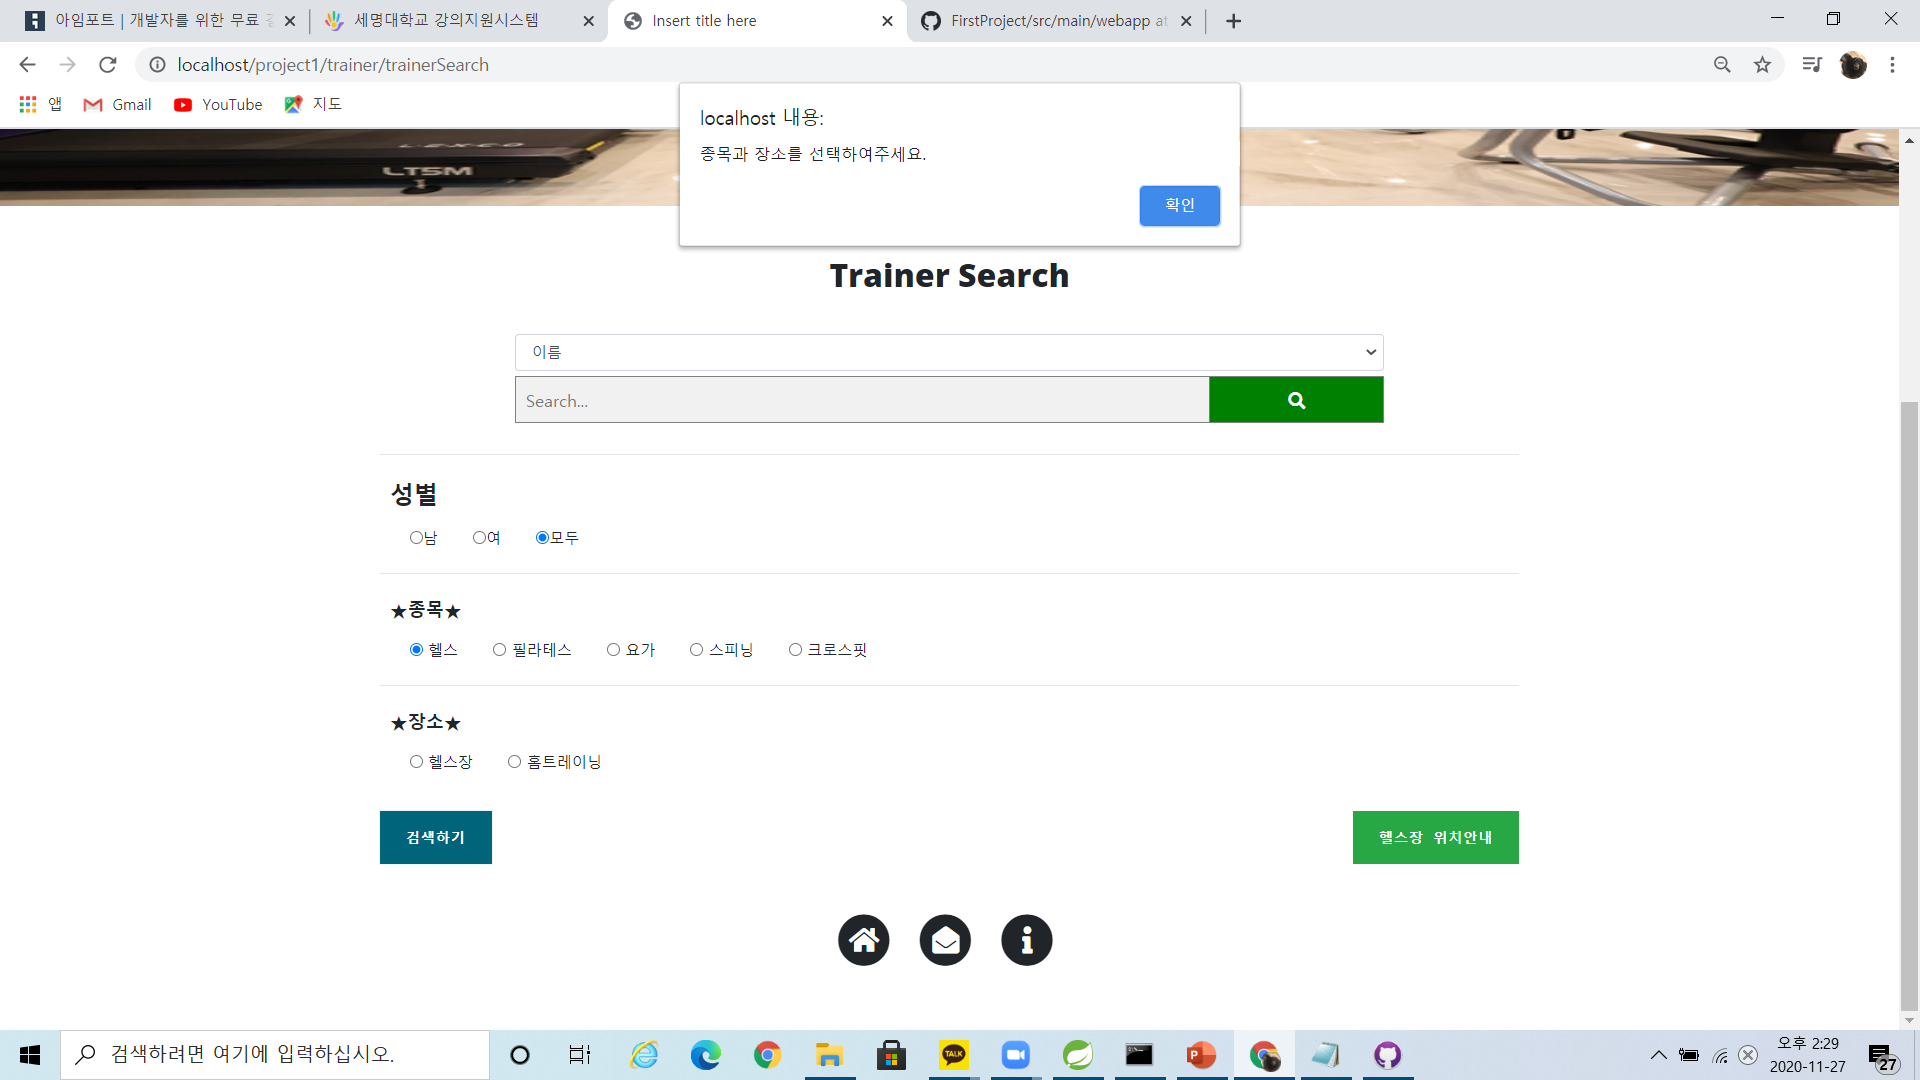 아임포트 | 개발자를 위한 무료
세명대학교 강의지원시스템
Insert title here
FirstProject/src/main/webapp at
localhost/project1/trainer/trainerSearch
앱
Gmail
YouTube
지도
LEXCO
LTSM
localhost 내용:
종목과 장소를 선택하여주세요.
확인
Trainer Search
이름
Search...
성별
남 여 모두
★종목★
헬스 필라테스 요가 스피닝 크로스핏
★장소★
헬스장 홈트레이닝
검색하기
헬스장 위치안내
검색하려면 여기에 입력하십시오.
TALK
오후 2:29
2020-11-27
27